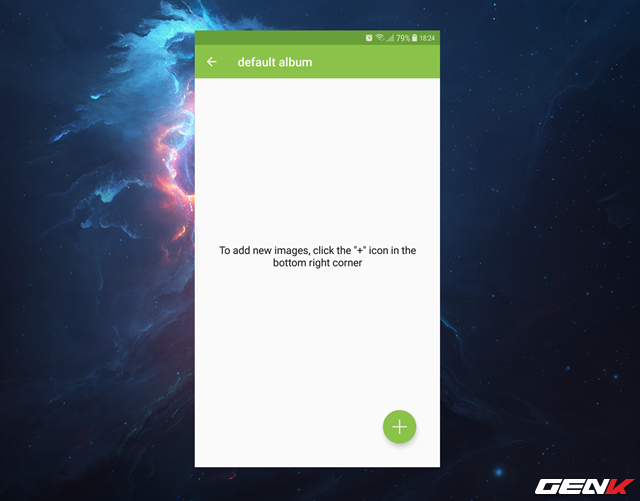 79% 18:24
default album
To add new images, click the "+" icon in the
bottom right corner
GENK